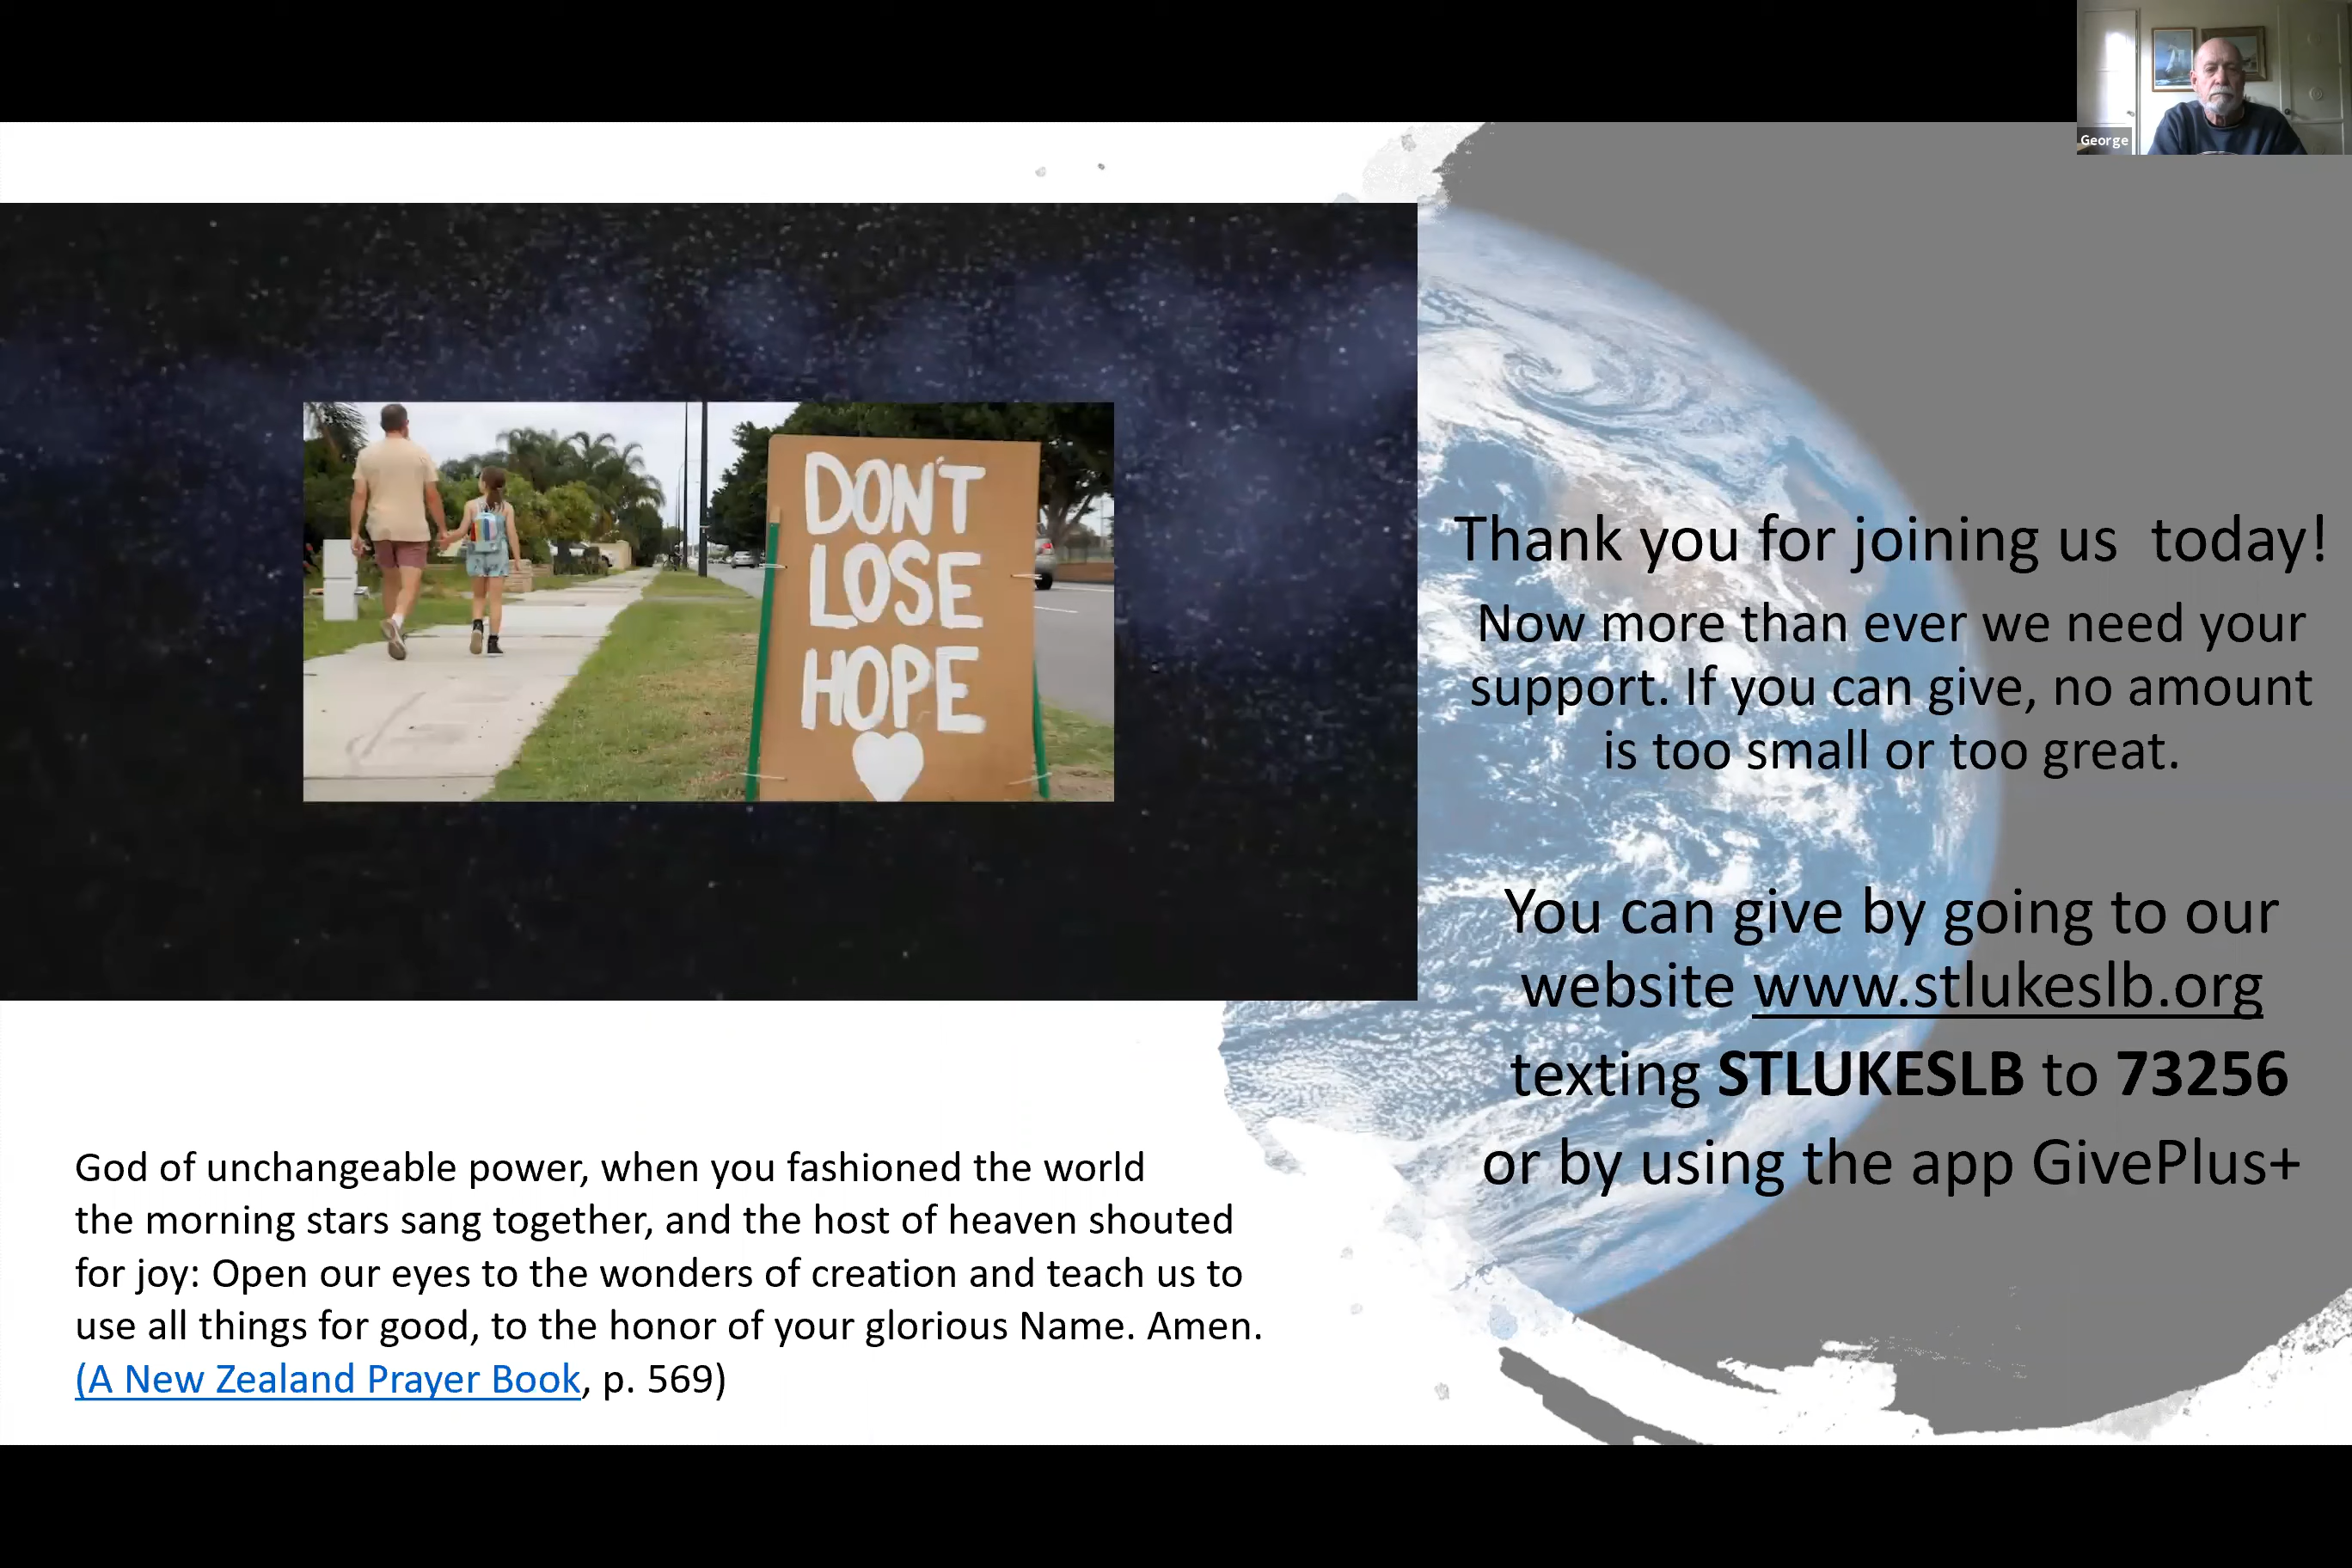 George
DON'T
LOSE
HOPE
Thank you for joining us today!
Now more than ever we need your
support. If you can give, no amount
is too small or too great.
You can give by going to our
website www.stlukeslb.org
texting STLUKESLB to 73256
or by using the app GivePlus+
God of unchangeable power, when you fashioned the world
the morning stars sang together, and the host of heaven shouted
for joy: Open our eyes to the wonders of creation and teach us to
use all things for good, to the honor of your glorious Name. Amen.
(A New Zealand Prayer Book, p. 569)